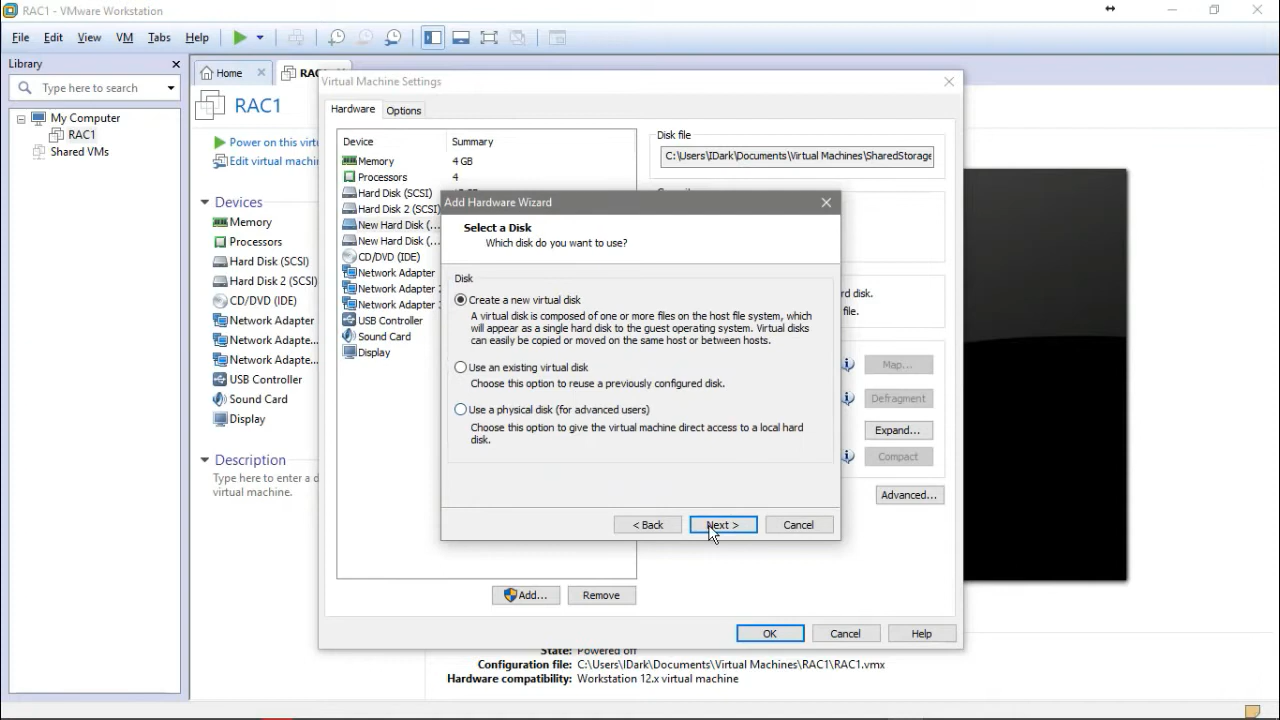 RAC1 - VMware Workstation
File Edit View VM Tabs Help
Library
Type here to search
My Computer
RAC1
Shared VMs
Home
RAC1
Power on this virtu
Edit virtual machin
Devices
Memory
Processors
Hard Disk (SCSI)
Hard Disk 2 (SCSI)
CD/DVD (IDE)
Network Adapter
Network Adapte...
Network Adapte...
USB Controller
Sound Card
Display
Description
Type here to enter a d
virtual machine.
Virtual Machine Settings
Hardware Options
Device Summary
Memory 4 GB
Processors 4
Hard Disk (SCSI)
Hard Disk 2 (SCSI)
New Hard Disk (...
New Hard Disk (...
CD/DVD (IDE)
Network Adapter
Network Adapter
Network Adapter
USB Controller
Sound Card
Display
Add... Remove
Disk file
C:\Users\IDark\Documents\Virtual Machines\SharedStorage
rd disk.
file.
Map...
Defragment
Expand...
Compact
Advanced...
OK Cancel Help
Add Hardware Wizard
Select a Disk
Which disk do you want to use?
Disk
Create a new virtual disk
A virtual disk is composed of one or more files on the host file system, which
will appear as a single hard disk to the guest operating system. Virtual disks
can easily be copied or moved on the same host or between hosts.
Use an existing virtual disk
Choose this option to reuse a previously configured disk.
Use a physical disk (for advanced users)
Choose this option to give the virtual machine direct access to a local hard
disk.
< Back Next > Cancel
State: Powered off
Configuration file: C:\Users\IDark\Documents\Virtual Machines\RAC1\RAC1.vmx
Hardware compatibility: Workstation 12.x virtual machine